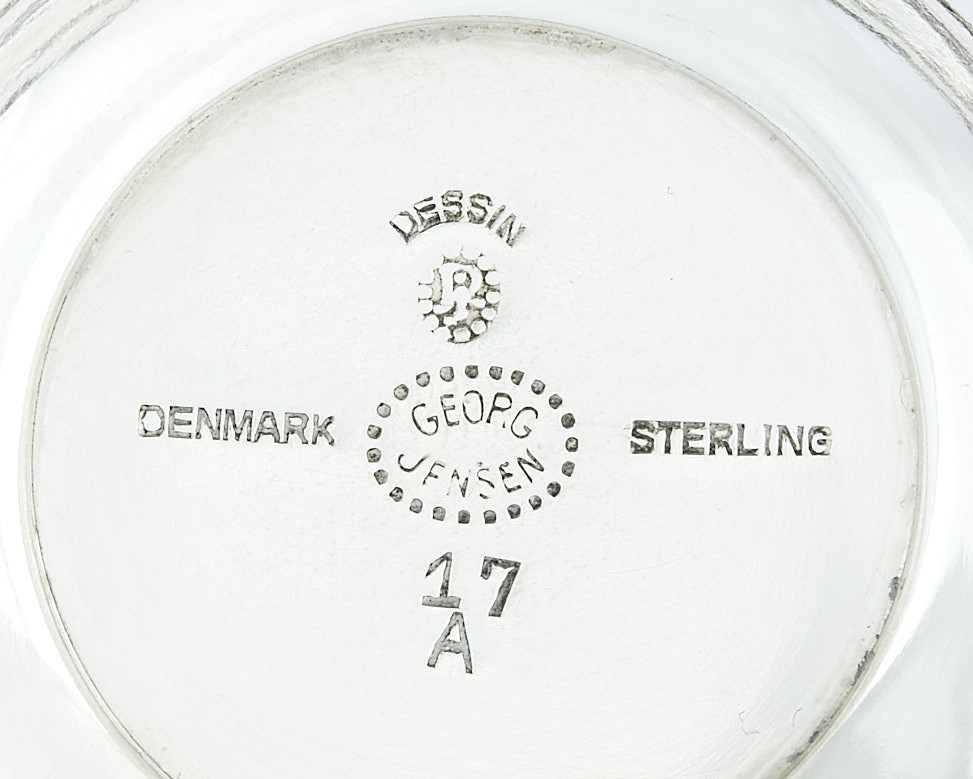 DESSIN
DENMARK GEORG JENSEN STERLING
17
A